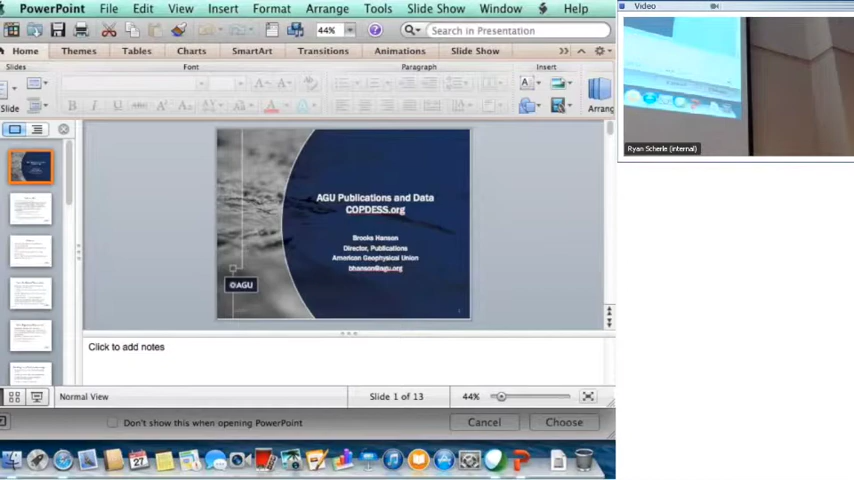 PowerPoint File Edit View Insert Format Arrange Tools Slide Show Window Help
44% Search in Presentation
Home Themes Tables Charts SmartArt Transitions Animations Slide Show
Slides Font Paragraph Insert
Slide
Arrang
AGU Publications and Data
COPDESS.org
Brooks Hanson
Director, Publications
American Geophysical Union
bhanson@agu.org
©AGU
Click to add notes
Normal View Slide 1 of 13 44%
Don't show this when opening PowerPoint Cancel Choose
27
Video
Ryan Scherle (internal)